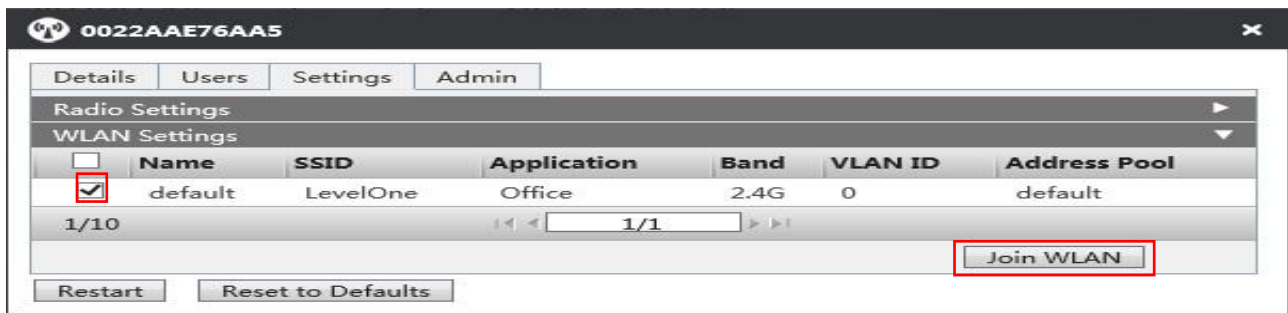 0022AAE76AA5
Details Users Settings Admin
Radio Settings
WLAN Settings
Name SSID Application Band VLAN ID Address Pool
default LevelOne Office 2.4G 0 default
1/10 1/1
Join WLAN
Restart Reset to Defaults